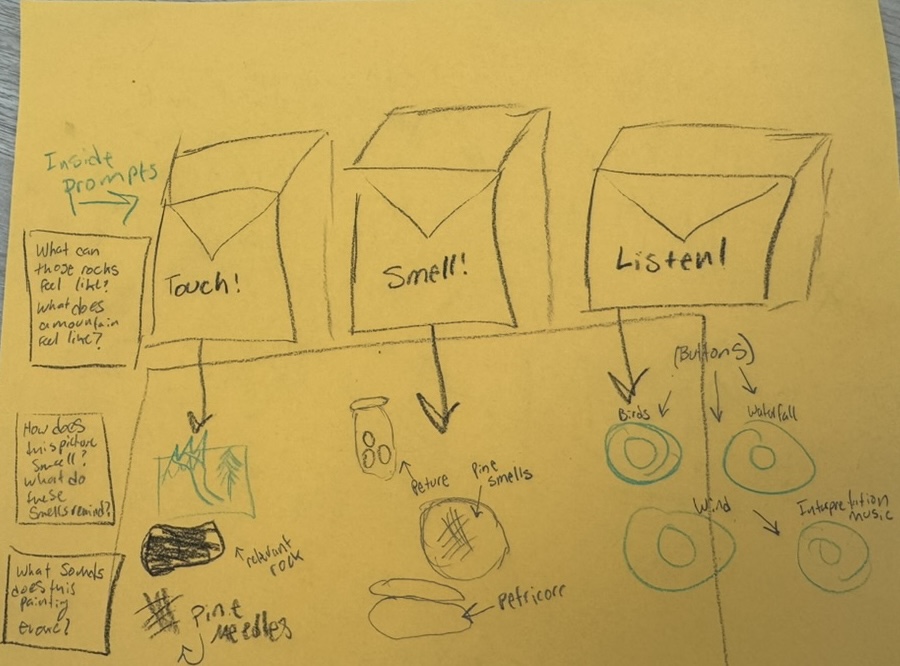 Inside
Prompts
What can
those rocks
feel like?
What does
a mountain
feel like?
Touch!
Smell!
Listen!
(Buttons)
Birds
Waterfall
Wind
Interpretation
music
How does
this picture
smell?
what do
these
smells remind?
Peture
Pine
smells
Petricore
relevant
rock
Pine
Needles
What Sounds
does this
painting
evoke?